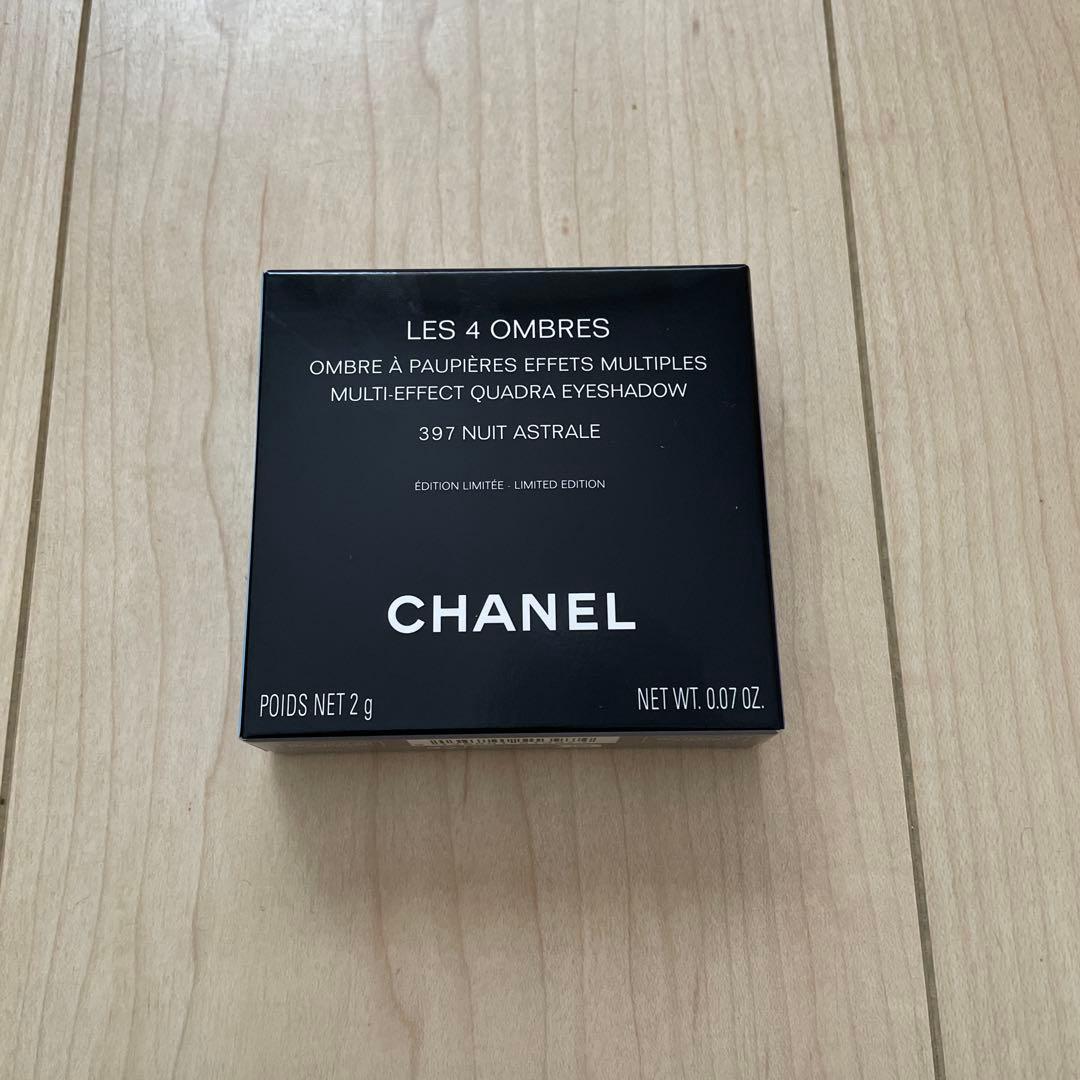 LES 4 OMBRES
OMBRE À PAUPIÈRES EFFETS MULTIPLES
MULTI-EFFECT QUADRA EYESHADOW
397 NUIT ASTRALE
ÉDITION LIMITÉE - LIMITED EDITION
CHANEL
POIDS NET 2 g
NET WT. 0.07 OZ.